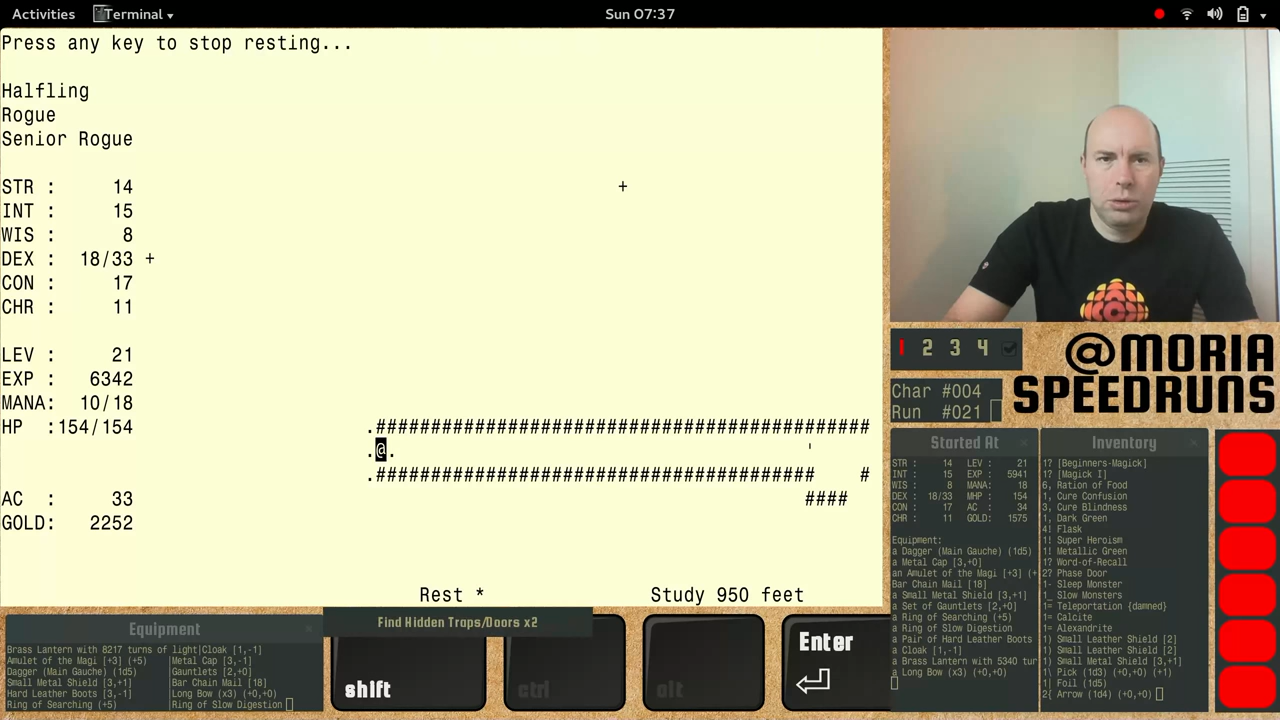 Activities Terminal Sun 07:37
Press any key to stop resting...
Halfling
Rogue
Senior Rogue
STR : 14 +
INT : 15
WIS : 8
DEX : 18/33 +
CON : 17
CHR : 11
LEV : 21
EXP : 6342
MANA: 10/18
HP :154/154 .###############################################
.@. '
.########################################## #
AC : 33 ####
GOLD: 2252
Rest * Study 950 feet
Find Hidden Traps/Doors x2
Equipment
Brass Lantern with 8217 turns of light|Cloak [1,-1]
Amulet of the Magi [+3] (+5) |Metal Cap [3,-1]
Dagger (Main Gauche) (1d5) |Gauntlets [2,+0]
Small Metal Shield [3,+1] |Bar Chain Mail [18]
Hard Leather Boots [3,-1] |Long Bow (x3) (+0,+0)
Ring of Searching (+5) |Ring of Slow Digestion
shift
ctrl
alt
Enter
1 2 3 4
@MORIA
SPEEDRUNS
Char #004
Run #021
Started At
STR : 14 LEV : 21
INT : 15 EXP : 5941
WIS : 8 MANA: 18
DEX : 18/33 MHP : 154
CON : 17 AC : 34
CHR : 11 GOLD: 1575
Equipment:
a Dagger (Main Gauche) (1d5)
a Metal Cap [3,+0]
an Amulet of the Magi [+3] (+
Bar Chain Mail [18]
a Small Metal Shield [3,+1]
a Set of Gauntlets [2,+0]
a Ring of Searching (+5)
a Ring of Slow Digestion
a Pair of Hard Leather Boots
a Cloak [1,-1]
a Brass Lantern with 5340 tur
a Long Bow (x3) (+0,+0)
Inventory
1? [Beginners-Magick]
1? [Magick I]
6, Ration of Food
1, Cure Confusion
3, Cure Blindness
1, Dark Green
4! Flask
1! Super Heroism
1! Metallic Green
1? Word-of-Recall
2? Phase Door
1- Sleep Monster
1_ Slow Monsters
1= Teleportation {damned}
1= Calcite
1= Alexandrite
1) Small Leather Shield [2]
1) Small Leather Shield [2]
1) Small Metal Shield [3,+1]
1\ Pick (1d3) (+0,+0) (+1)
1| Foil (1d5)
2{ Arrow (1d4) (+0,+0)